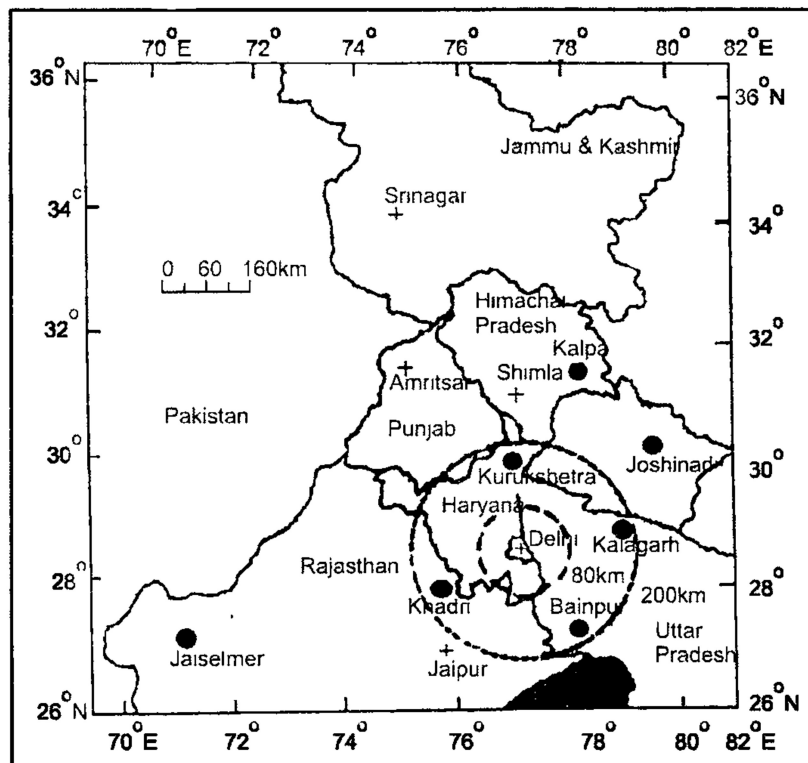 70°E 72° 74° 76° 78° 80° 82°E
36°N 36°N
Jammu & Kashmir
Srinagar
34° 34°
0 60 160km
Himachal
Pradesh
32° 32°
Kalpa
Shimla
Amritsar
Pakistan
Punjab
30° 30°
Joshinad
Kurukshetra
Haryana
Delhi
Kalagarh
Rajasthan
28° 28°
80km
200km
Khadri
Bainpur
Uttar
Pradesh
Jaiselmer
Jaipur
26°N 26°N
70°E 72° 74° 76° 78° 80° 82°E